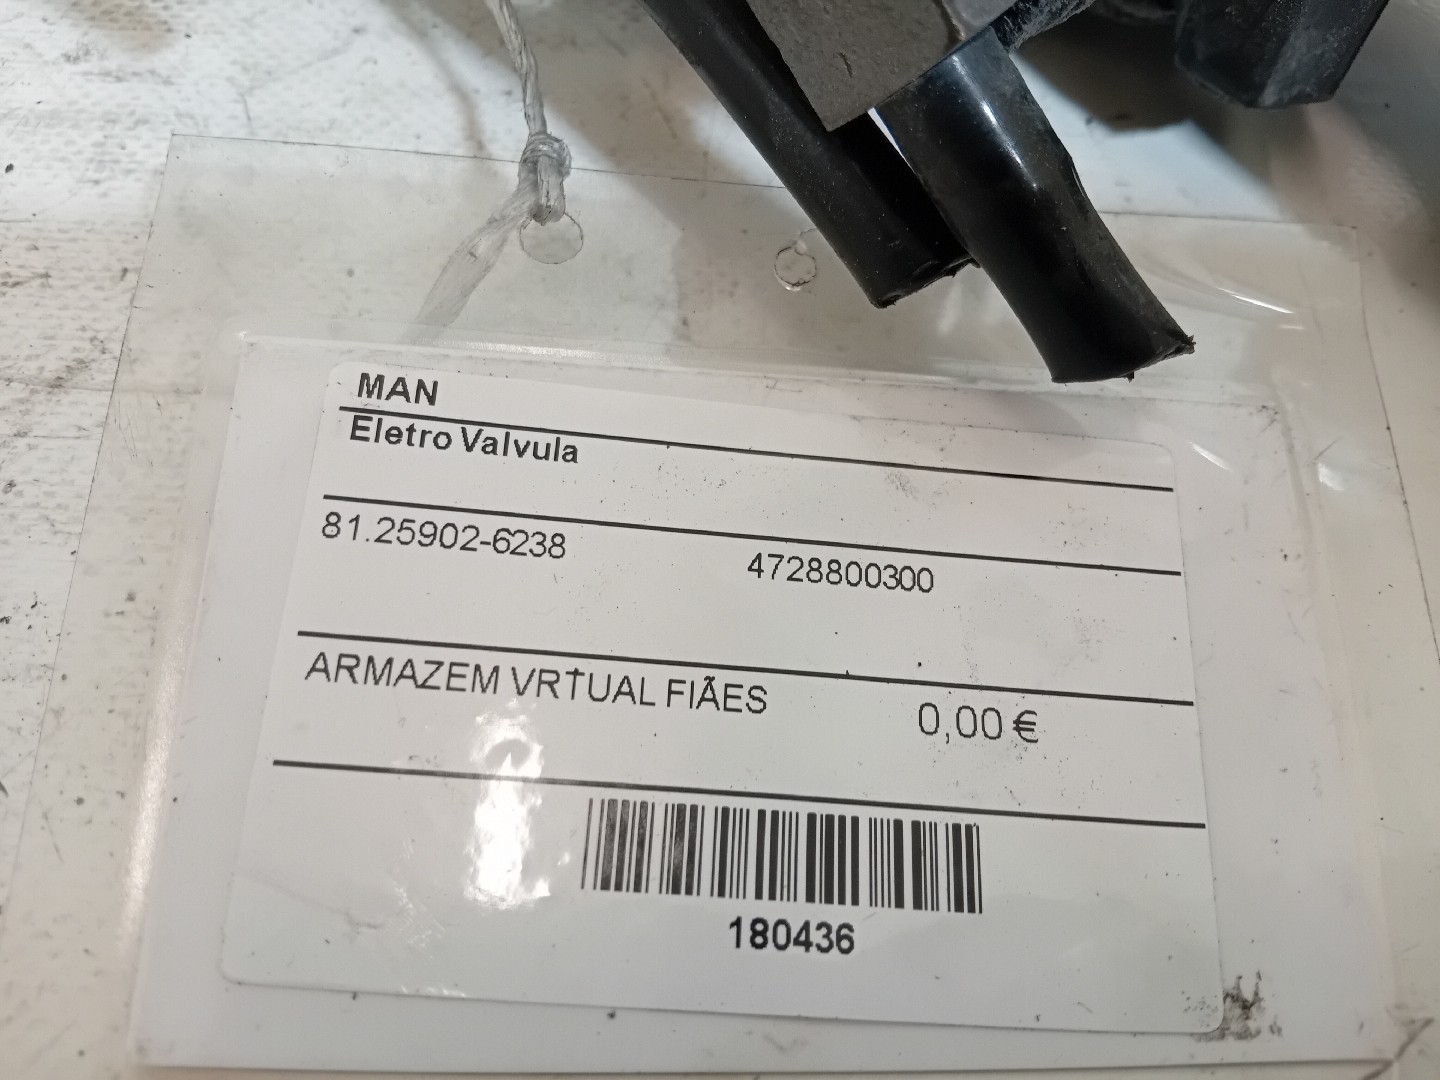 MAN
Eletro Valvula
81.25902-6238 4728800300
ARMAZEM VRTUAL FIÃES 0,00 €
180436